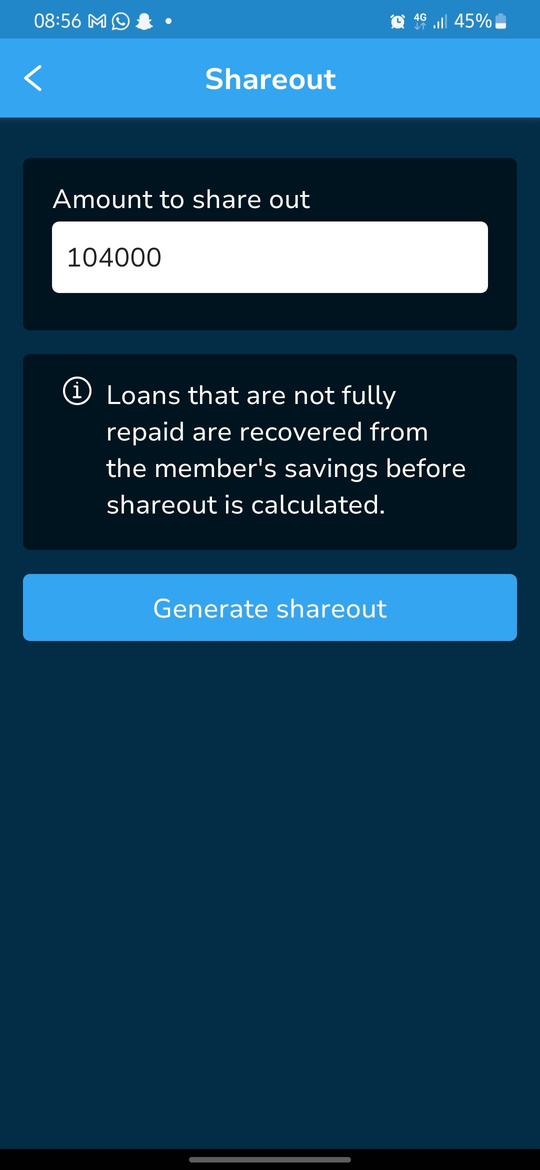 08:56 4G 45%
Shareout
Amount to share out
104000
Loans that are not fully
repaid are recovered from
the member's savings before
shareout is calculated.
Generate shareout